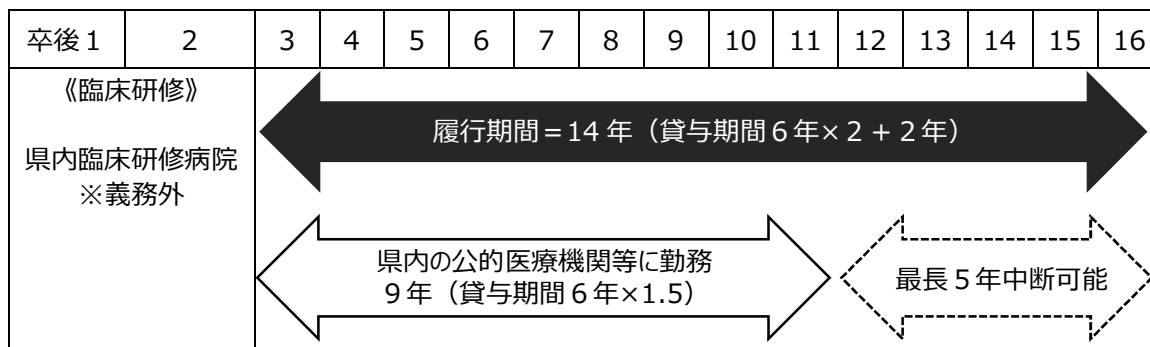 卒後1 2 3 4 5 6 7 8 9 10 11 12 13 14 15 16
《臨床研修》
県内臨床研修病院
※義務外
履行期間=14年(貸与期間6年×2+2年)
県内の公的医療機関等に勤務
9年(貸与期間6年×1.5)
最長5年中断可能